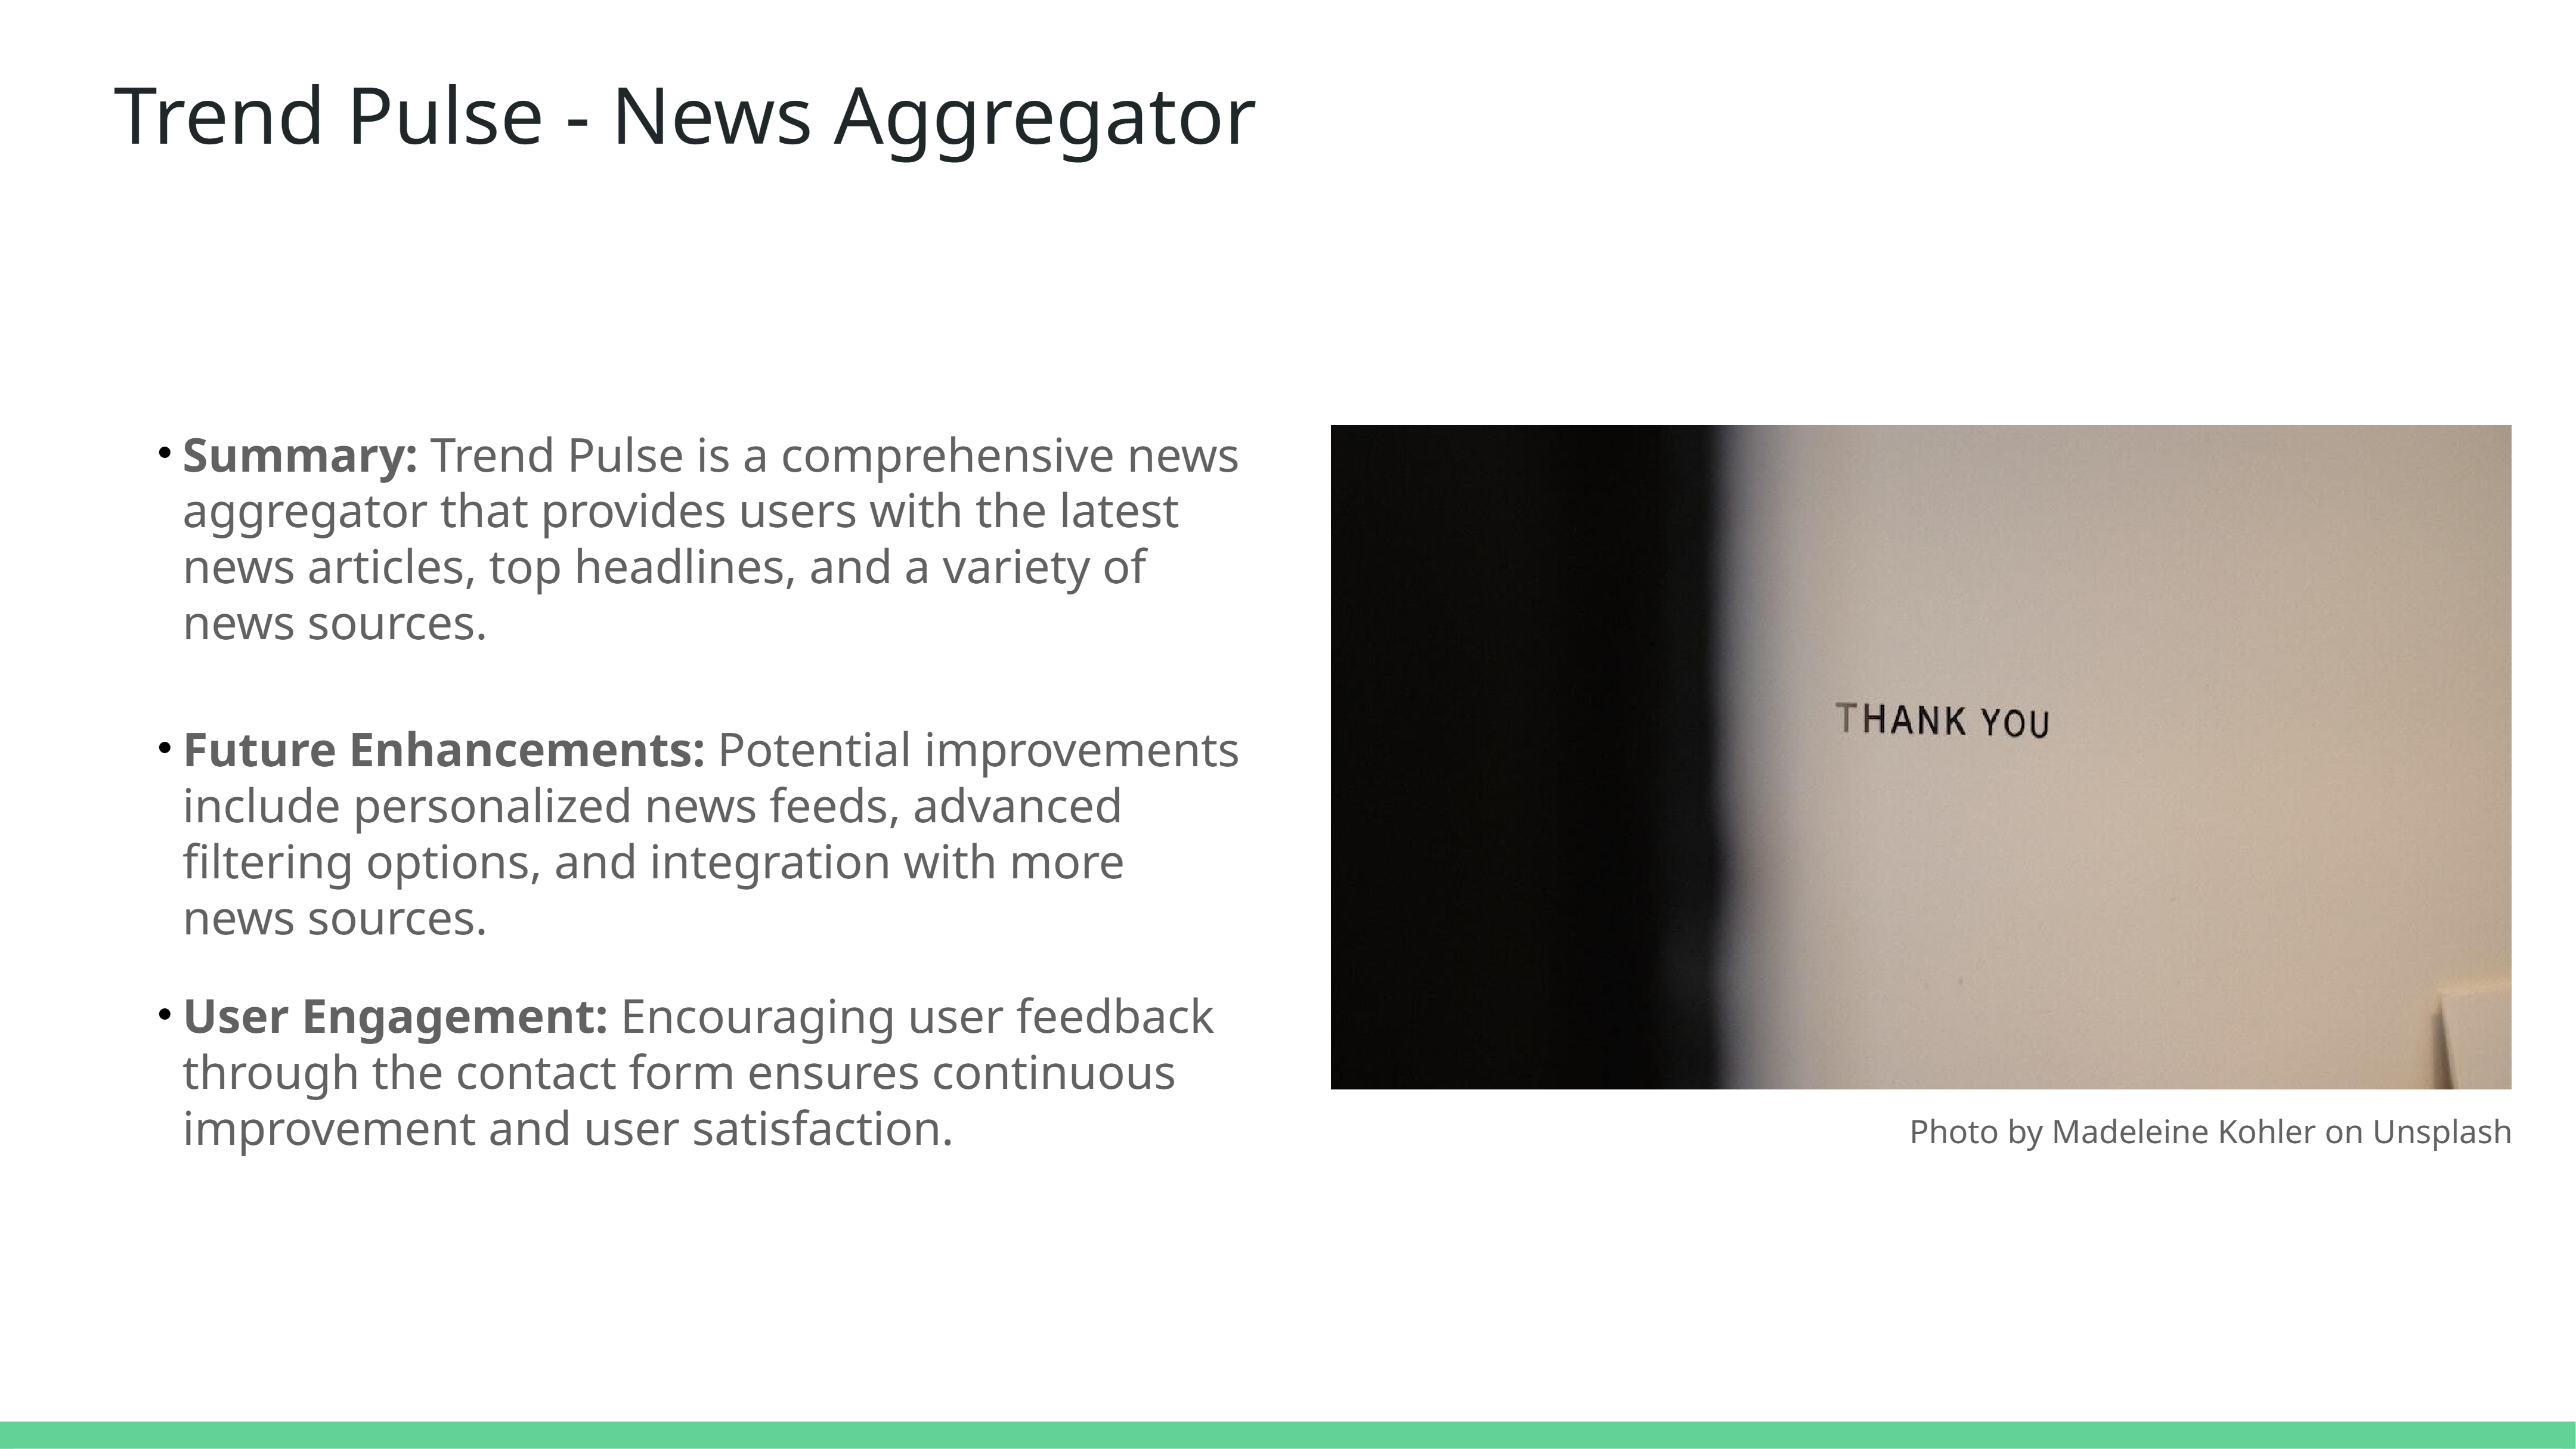 Trend Pulse - News Aggregator
• Summary: Trend Pulse is a comprehensive news
aggregator that provides users with the latest
news articles, top headlines, and a variety of
news sources.
• Future Enhancements: Potential improvements
include personalized news feeds, advanced
filtering options, and integration with more
news sources.
• User Engagement: Encouraging user feedback
through the contact form ensures continuous
improvement and user satisfaction.
THANK YOU
Photo by Madeleine Kohler on Unsplash